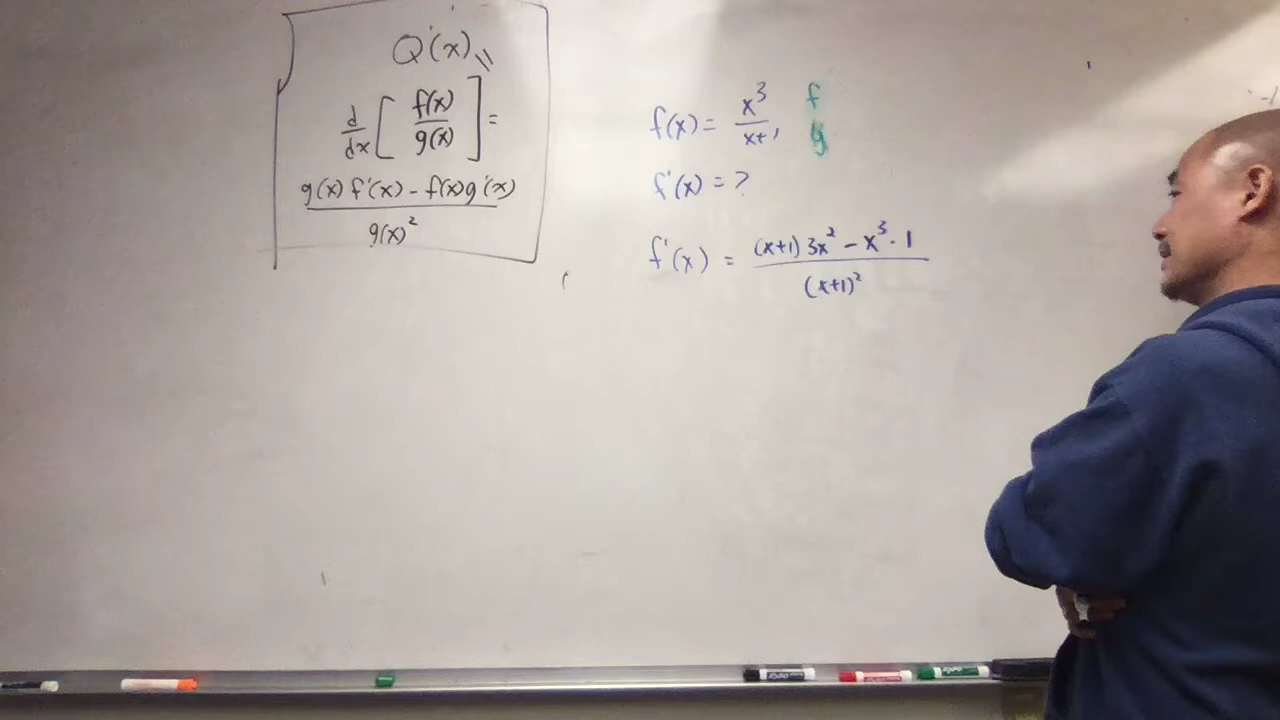 Q'(x)
d/dx [ f(x)/g(x) ] =
g(x) f'(x) - f(x) g'(x)
g(x)²
f(x) = x³/x+1
f
g
f'(x) = ?
f'(x) = (x+1) 3x² - x³ · 1
(x+1)²